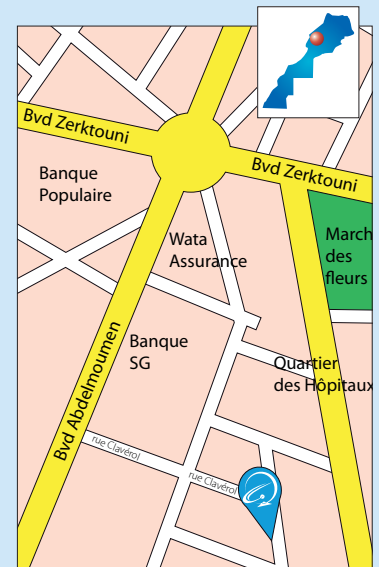 Bvd Zerktouni
Bvd Zerktouni
Banque
Populaire
March
des
fleurs
Wata
Assurance
Bvd Abdelmoumen
Banque
SG
Quartier
des Hôpitaux
rue Clavérol
rue Clavérol